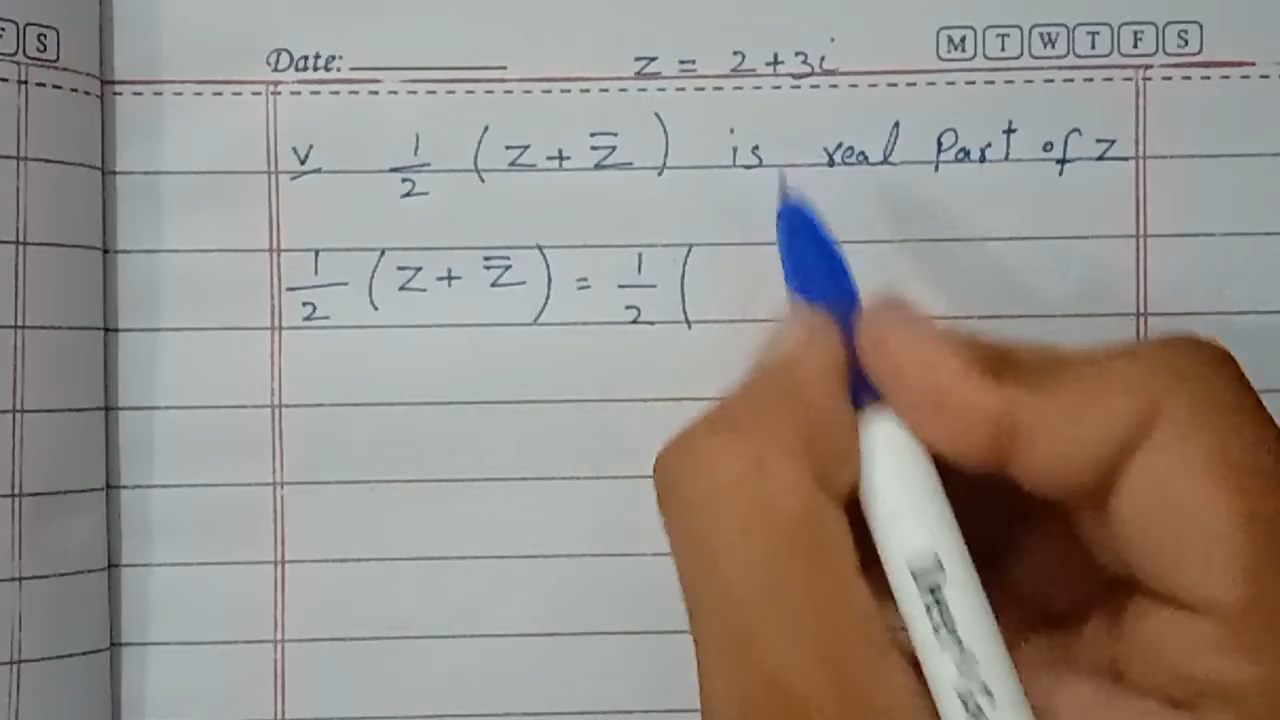 F S
Date: z = 2+3i M T W T F S
v 1/2 (z + z̅) is real Part of z
1/2 (z + z̅) = 1/2 (